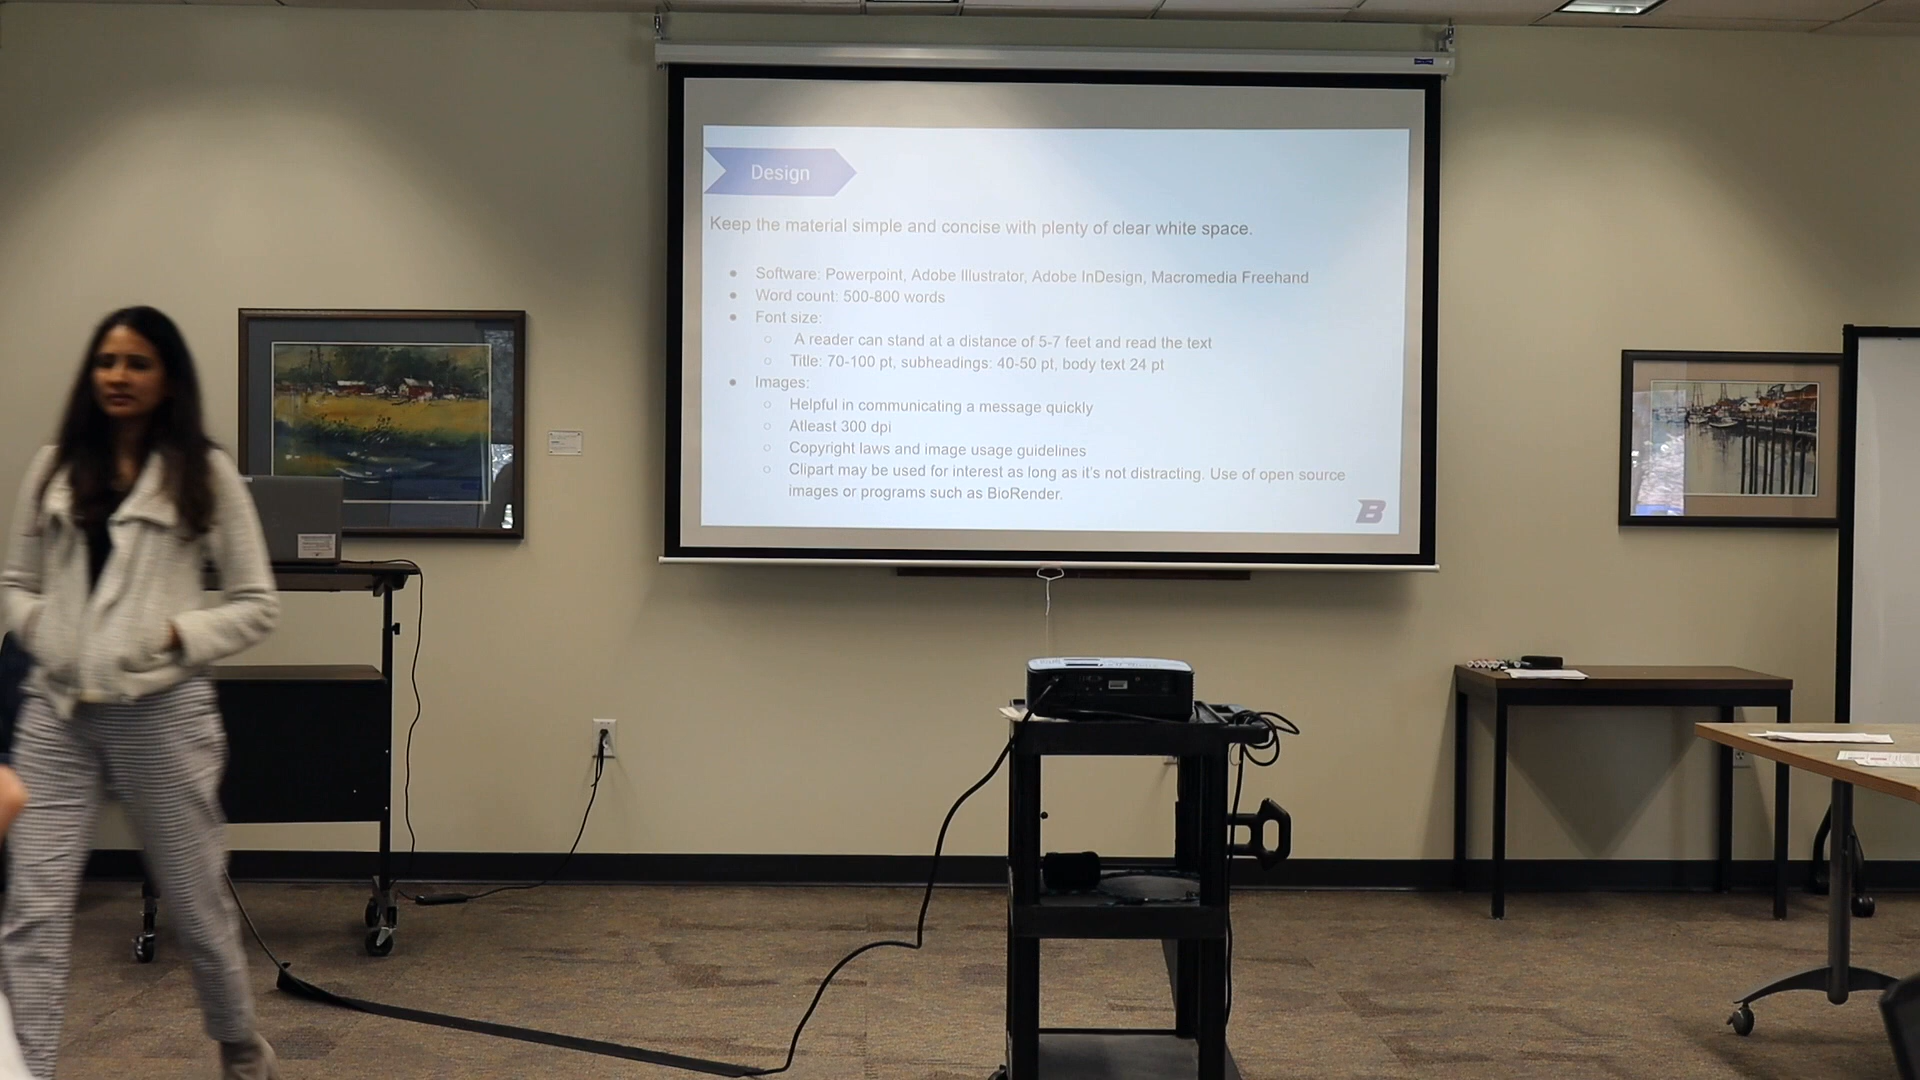 Design
Keep the material simple and concise with plenty of clear white space.
Software: Powerpoint, Adobe Illustrator, Adobe InDesign, Macromedia Freehand
Word count: 500-800 words
Font size:
A reader can stand at a distance of 5-7 feet and read the text
Title: 70-100 pt, subheadings: 40-50 pt, body text 24 pt
Images:
Helpful in communicating a message quickly
Atleast 300 dpi
Copyright laws and image usage guidelines
Clipart may be used for interest as long as it's not distracting. Use of open source
images or programs such as BioRender.
B